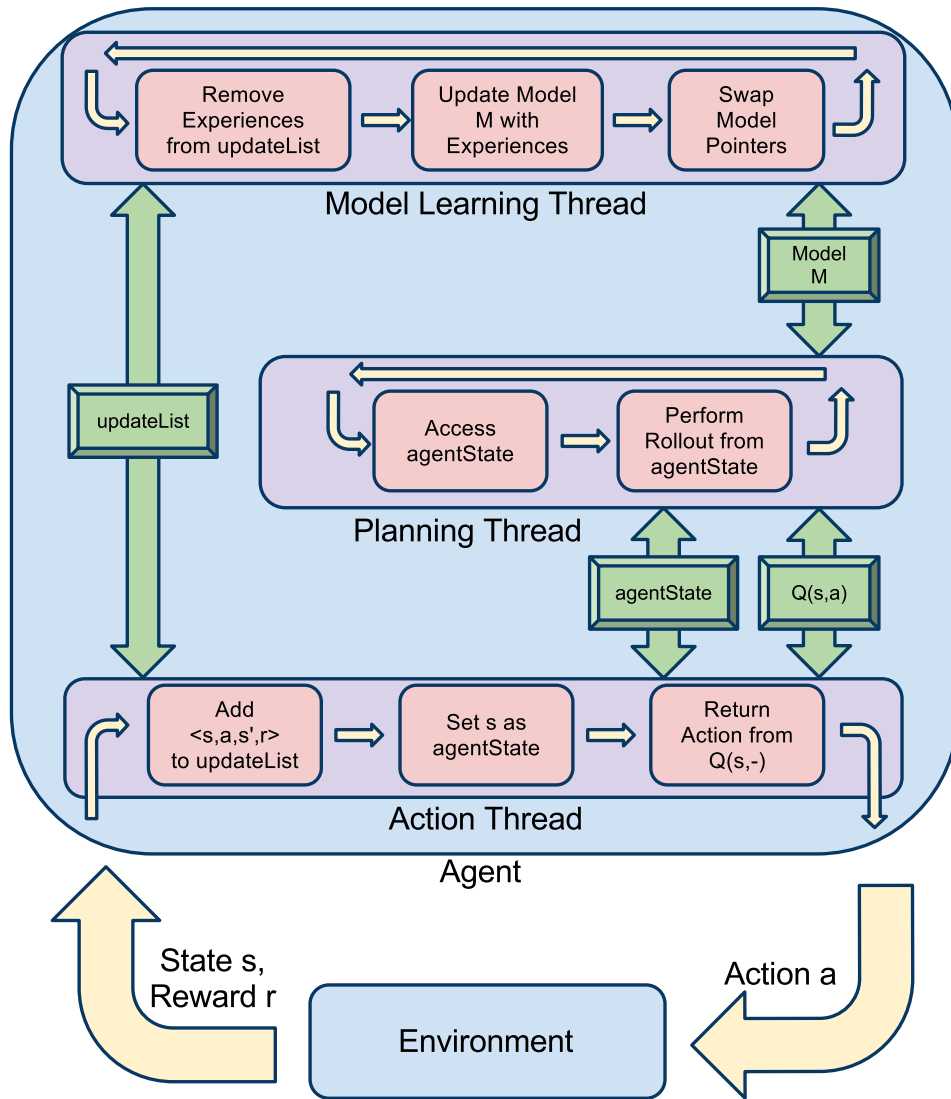 Remove
Experiences
from updateList
Update Model
M with
Experiences
Swap
Model
Pointers
Model Learning Thread
Model
M
updateList
Access
agentState
Perform
Rollout from
agentState
Planning Thread
agentState
Q(s,a)
Add
<s,a,s',r>
to updateList
Set s as
agentState
Return
Action from
Q(s,-)
Action Thread
Agent
State s,
Reward r
Action a
Environment